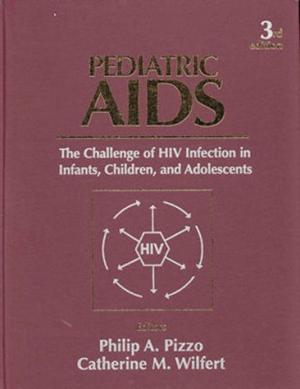 3rd
edition
PEDIATRIC
AIDS
The Challenge of HIV Infection in
Infants, Children, and Adolescents
HIV
Editors
Philip A. Pizzo
Catherine M. Wilfert